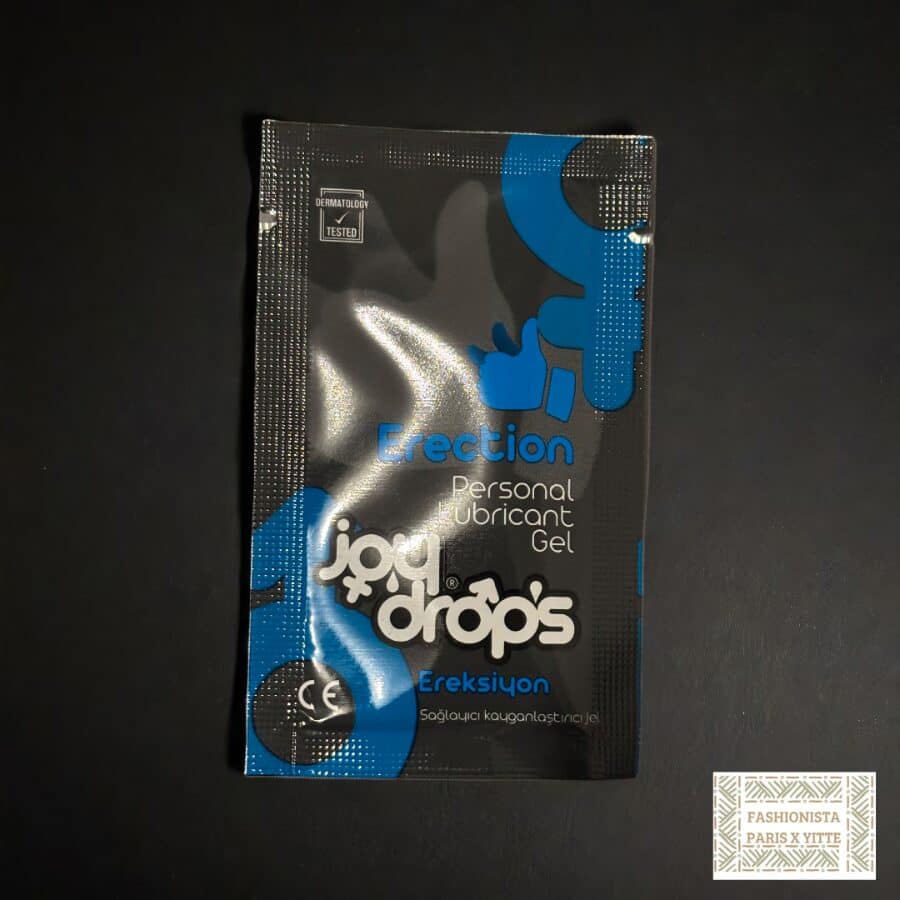 DERMATOLOGY
TESTED
Erection
Personal
Lubricant
Gel
joy
drop's
®
Ereksiyon
CE
Sağlayıcı kayganlaştırıcı jel
FASHIONISTA
PARIS X YITTE